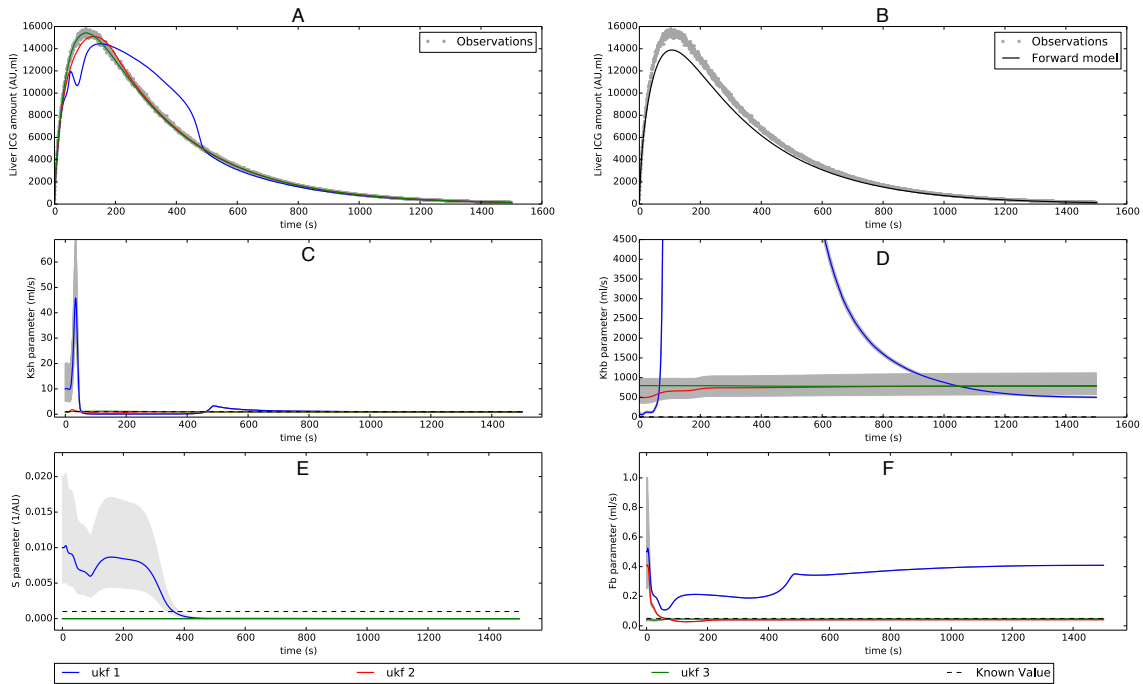 A
B
Liver ICG amount (AU.ml)
16000
14000
12000
10000
8000
6000
4000
2000
0
Observations
0 200 400 600 800 1000 1200 1400 1600
time (s)
Liver ICG amount (AU.ml)
16000
14000
12000
10000
8000
6000
4000
2000
0
Observations
Forward model
0 200 400 600 800 1000 1200 1400 1600
time (s)
C
Ksh parameter (ml/s)
60
50
40
30
20
10
0
0 200 400 600 800 1000 1200 1400
time (s)
D
Khb parameter (ml/s)
4500
4000
3500
3000
2500
2000
1500
1000
500
0
0 200 400 600 800 1000 1200 1400 1600
time (s)
E
S parameter (1/AU)
0.020
0.015
0.010
0.005
0.000
0 200 400 600 800 1000 1200 1400
time (s)
F
Fb parameter (ml/s)
1.0
0.8
0.6
0.4
0.2
0.0
0 200 400 600 800 1000 1200 1400
time (s)
ukf 1 ukf 2 ukf 3 Known Value